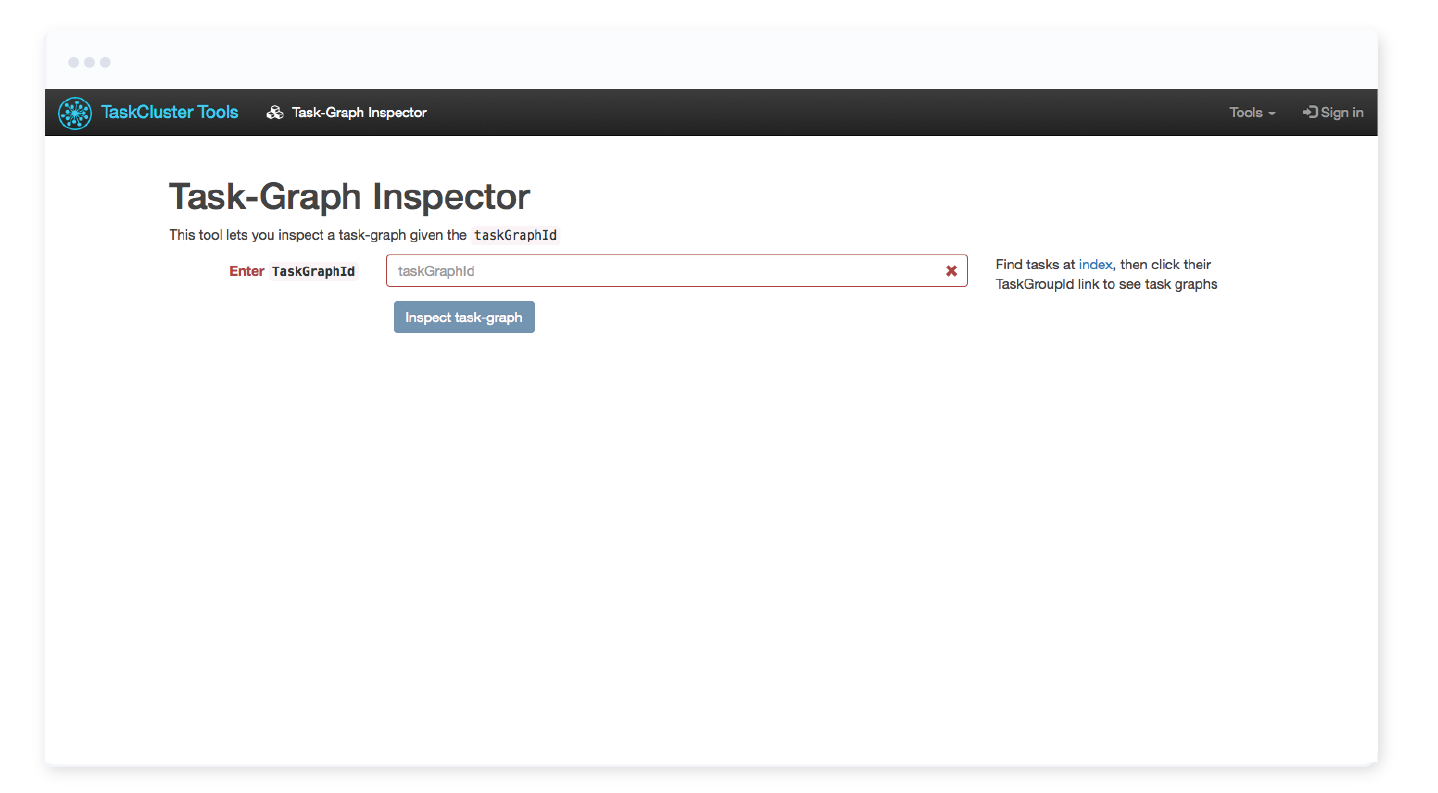 TaskCluster Tools
Task-Graph Inspector
Tools
Sign in
Task-Graph Inspector
This tool lets you inspect a task-graph given the taskGraphId
Enter TaskGraphId
taskGraphId
Find tasks at index, then click their
TaskGroupId link to see task graphs
Inspect task-graph